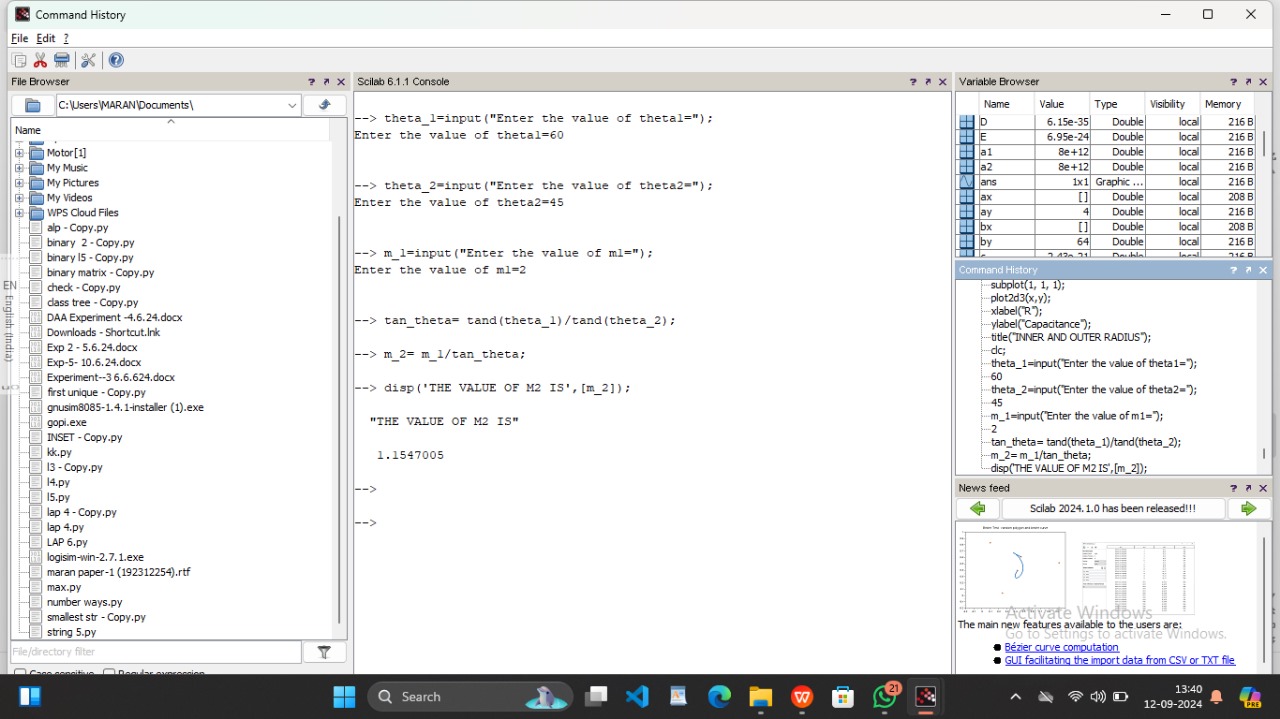 Command History
File Edit ?
File Browser ? ↗ X
C:\Users\MARAN\Documents\
Name
Motor[1]
My Music
My Pictures
My Videos
WPS Cloud Files
alp - Copy.py
binary 2 - Copy.py
binary l5 - Copy.py
binary matrix - Copy.py
check - Copy.py
class tree - Copy.py
DAA Experiment -4.6.24.docx
Downloads - Shortcut.lnk
Exp 2 - 5.6.24.docx
Exp-5- 10.6.24.docx
Experiment--3 6.6.624.docx
first unique - Copy.py
gnusim8085-1.4.1-installer (1).exe
gopi.exe
INSET - Copy.py
kk.py
l3 - Copy.py
l4.py
l5.py
lap 4 - Copy.py
lap 4.py
LAP 6.py
logisim-win-2.7.1.exe
maran paper-1 (192312254).rtf
max.py
number ways.py
smallest str - Copy.py
string 5.py
File/directory filter
Case sensitive Regular expression
EN
English (India)
Scilab 6.1.1 Console ? ↗ X
--> theta_1=input("Enter the value of theta1=");
Enter the value of theta1=60
--> theta_2=input("Enter the value of theta2=");
Enter the value of theta2=45
--> m_1=input("Enter the value of m1=");
Enter the value of m1=2
--> tan_theta= tand(theta_1)/tand(theta_2);
--> m_2= m_1/tan_theta;
--> disp('THE VALUE OF M2 IS',[m_2]);
"THE VALUE OF M2 IS"
1.1547005
-->
-->
Variable Browser ? ↗ X
Name Value Type Visibility Memory
D 6.15e-35 Double local 216 B
E 6.95e-24 Double local 216 B
a1 8e+12 Double local 216 B
a2 8e+12 Double local 216 B
ans 1x1 Graphic ... local 216 B
ax [] Double local 208 B
ay 4 Double local 216 B
bx [] Double local 208 B
by 64 Double local 216 B
c 2.43e-21 Double local 216 B
Command History ? ↗ X
subplot(1, 1, 1);
plot2d3(x,y);
xlabel("R");
ylabel("Capacitance");
title("INNER AND OUTER RADIUS");
clc;
theta_1=input("Enter the value of theta1=");
60
theta_2=input("Enter the value of theta2=");
45
m_1=input("Enter the value of m1=");
2
tan_theta= tand(theta_1)/tand(theta_2);
m_2= m_1/tan_theta;
disp('THE VALUE OF M2 IS',[m_2]);
News feed ? ↗ X
Scilab 2024.1.0 has been released!!!
Activate Windows
The main new features available to the users are:
Go to Settings to activate Windows.
Bézier curve computation
GUI facilitating the import data from CSV or TXT file
Search
21
13:40
12-09-2024
PRE